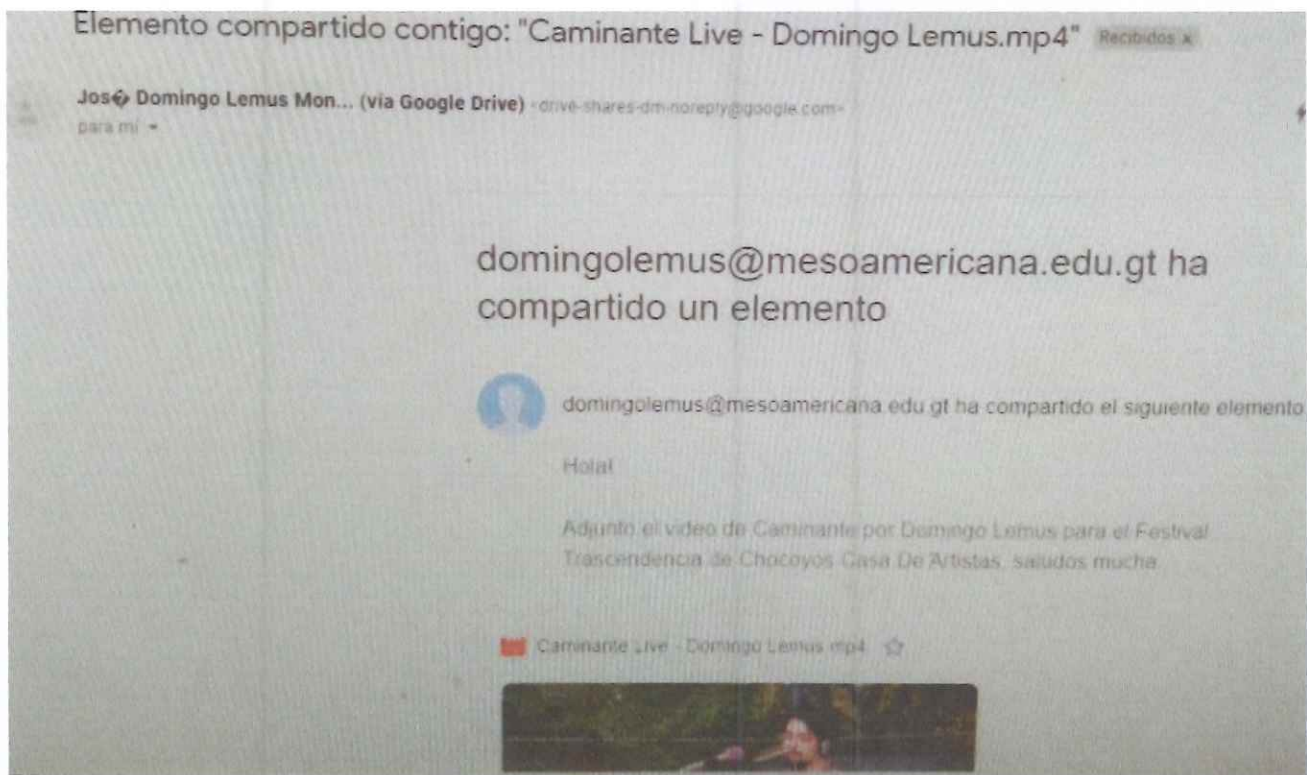 Elemento compartido contigo: "Caminante Live - Domingo Lemus.mp4" Recibidos x
Jos� Domingo Lemus Mon... (vía Google Drive) <drive-shares-dm-noreply@google.com>
para mí
domingolemus@mesoamericana.edu.gt ha
compartido un elemento
domingolemus@mesoamericana.edu.gt ha compartido el siguiente elemento
Hola!
Adjunto el video de Caminante por Domingo Lemus para el Festival
Trascendencia de Chocoyos Casa De Artistas, saludos mucha.
Caminante Live - Domingo Lemus.mp4